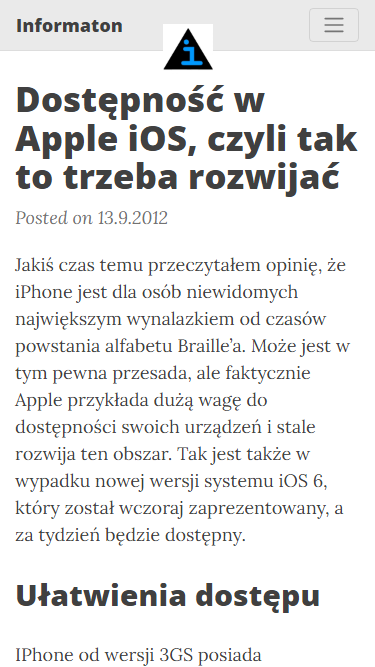 Informaton
Dostępność w
Apple iOS, czyli tak
to trzeba rozwijać
Posted on 13.9.2012
Jakiś czas temu przeczytałem opinię, że
iPhone jest dla osób niewidomych
największym wynalazkiem od czasów
powstania alfabetu Braille’a. Może jest w
tym pewna przesada, ale faktycznie
Apple przykłada dużą wagę do
dostępności swoich urządzeń i stale
rozwija ten obszar. Tak jest także w
wypadku nowej wersji systemu iOS 6,
który został wczoraj zaprezentowany, a
za tydzień będzie dostępny.
Ułatwienia dostępu
IPhone od wersji 3GS posiada